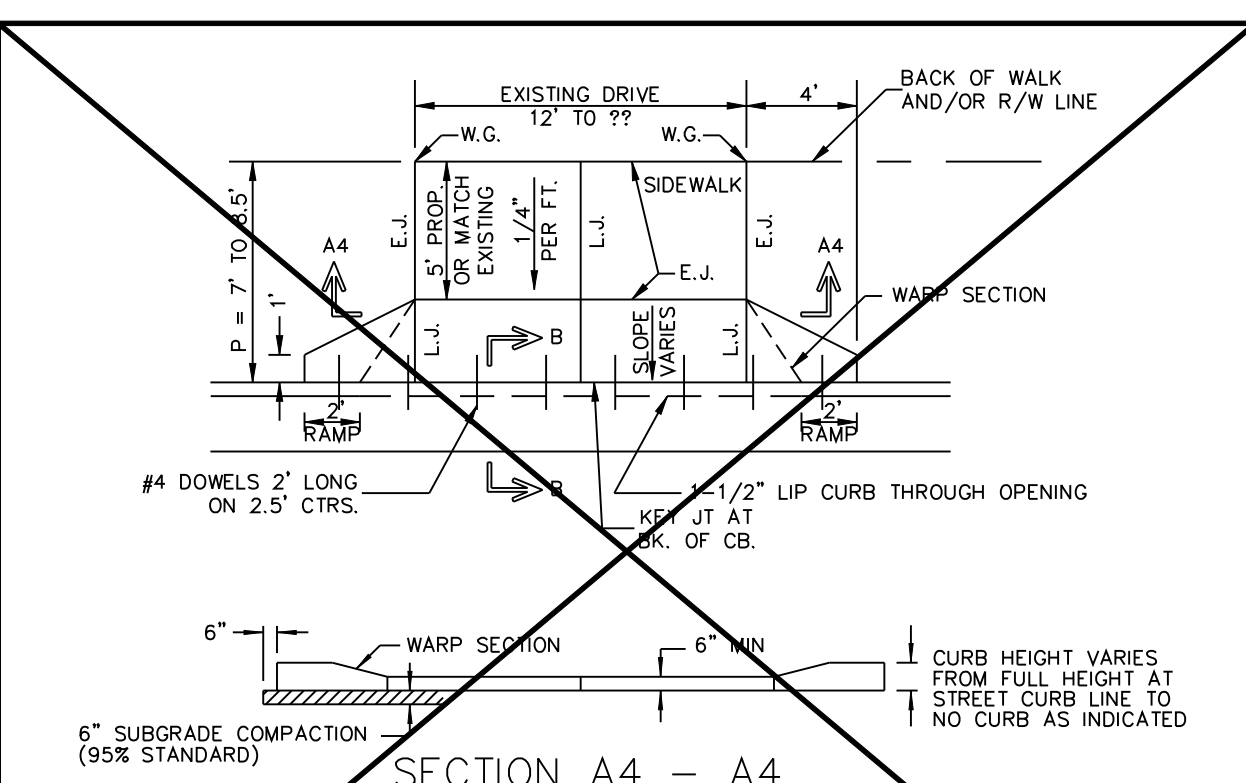 EXISTING DRIVE
12' TO ??
4'
BACK OF WALK
AND/OR R/W LINE
W.G.
W.G.
P = 7' TO 8.5'
E.J.
5' PROP.
OR MATCH
EXISTING
1/4"
PER FT.
L.J.
SIDEWALK
E.J.
E.J.
A4
A4
1'
WARP SECTION
L.J.
B
SLOPE
VARIES
L.J.
2'
RAMP
2'
RAMP
#4 DOWELS 2' LONG
ON 2.5' CTRS.
B
1-1/2" LIP CURB THROUGH OPENING
KEY JT AT
BK. OF CB.
6"
WARP SECTION
6" MIN
CURB HEIGHT VARIES
FROM FULL HEIGHT AT
STREET CURB LINE TO
NO CURB AS INDICATED
6" SUBGRADE COMPACTION
(95% STANDARD)
SECTION A4 - A4